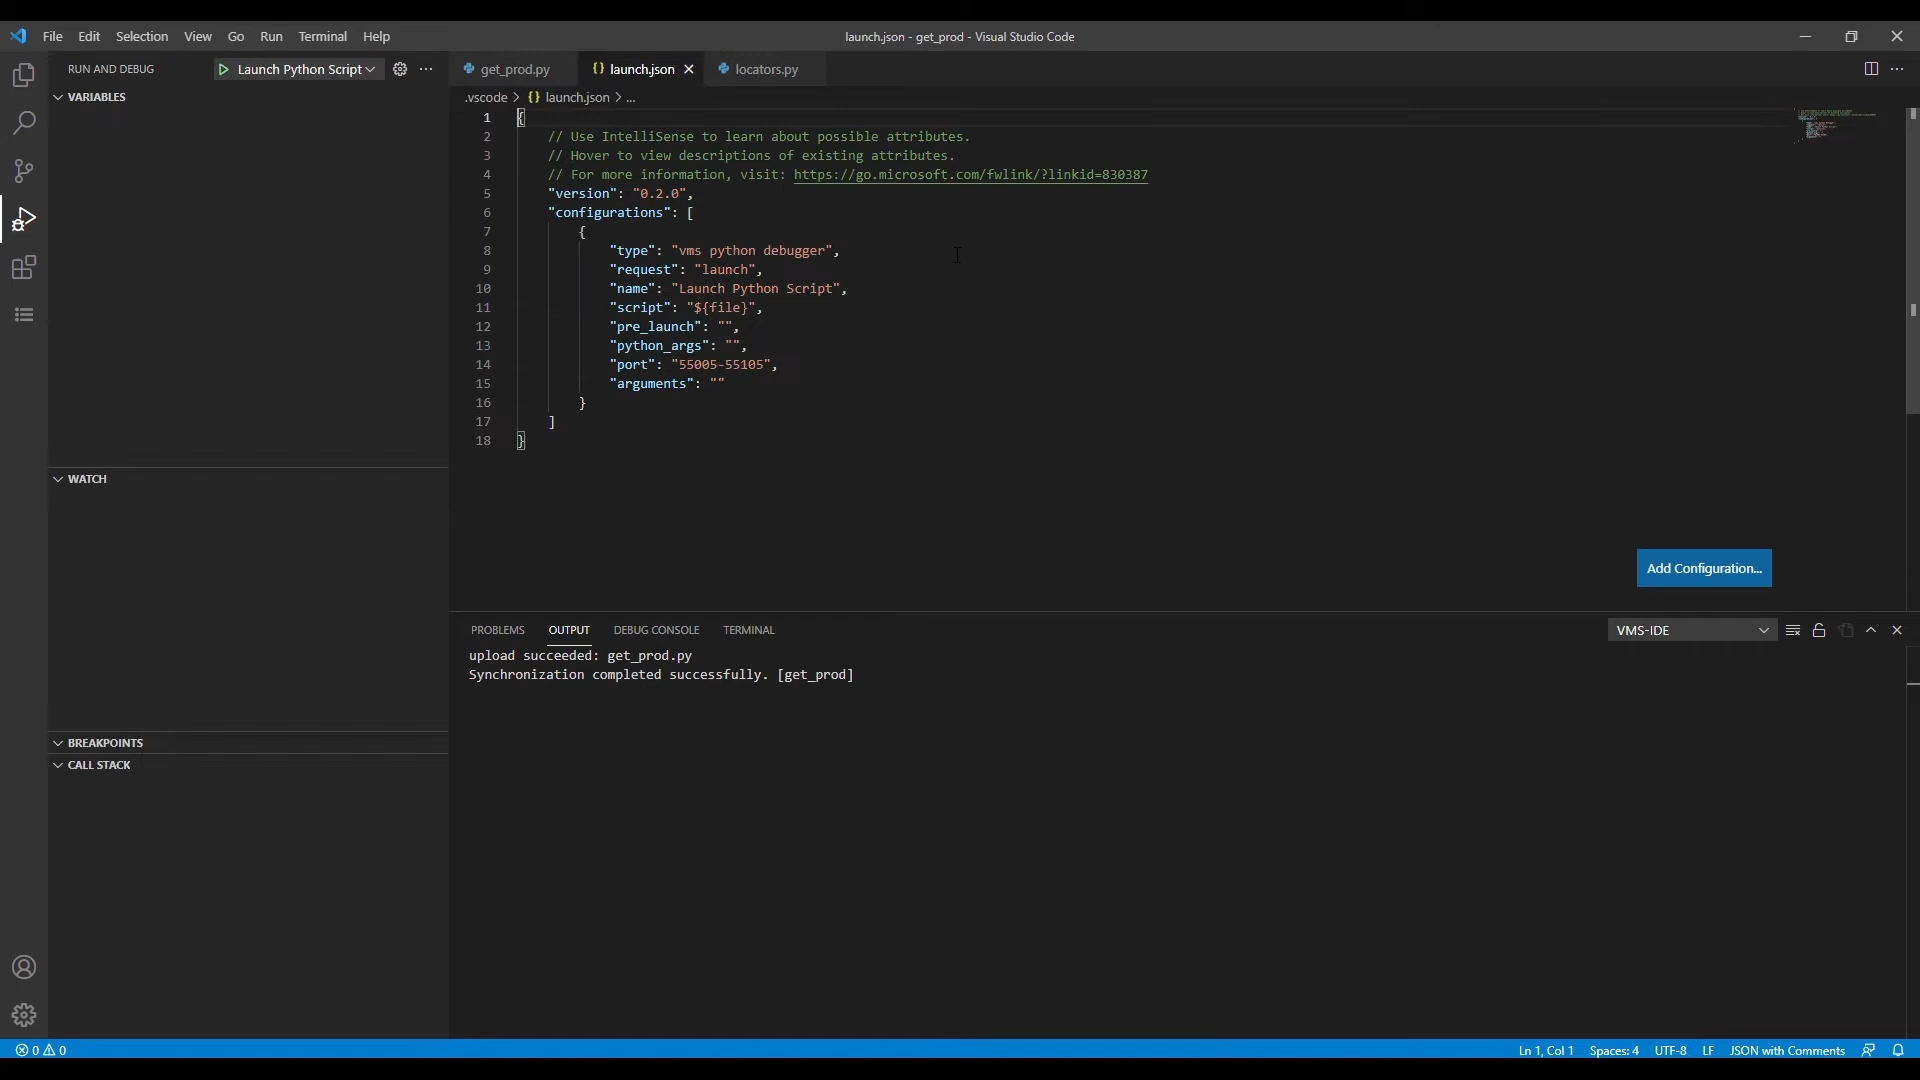 File Edit Selection View Go Run Terminal Help
launch.json - get_prod - Visual Studio Code
RUN AND DEBUG
Launch Python Script
get_prod.py
launch.json
locators.py
VARIABLES
.vscode > {} launch.json > ...
1 {
2 // Use IntelliSense to learn about possible attributes.
3 // Hover to view descriptions of existing attributes.
4 // For more information, visit: https://go.microsoft.com/fwlink/?linkid=830387
5 "version": "0.2.0",
6 "configurations": [
7 {
8 "type": "vms python debugger",
9 "request": "launch",
10 "name": "Launch Python Script",
11 "script": "${file}",
12 "pre_launch": "",
13 "python_args": "",
14 "port": "55005-55105",
15 "arguments": ""
16 }
17 ]
18 }
WATCH
Add Configuration...
PROBLEMS OUTPUT DEBUG CONSOLE TERMINAL
VMS-IDE
upload succeeded: get_prod.py
Synchronization completed successfully. [get_prod]
BREAKPOINTS
CALL STACK
0 0
Ln 1, Col 1 Spaces: 4 UTF-8 LF JSON with Comments